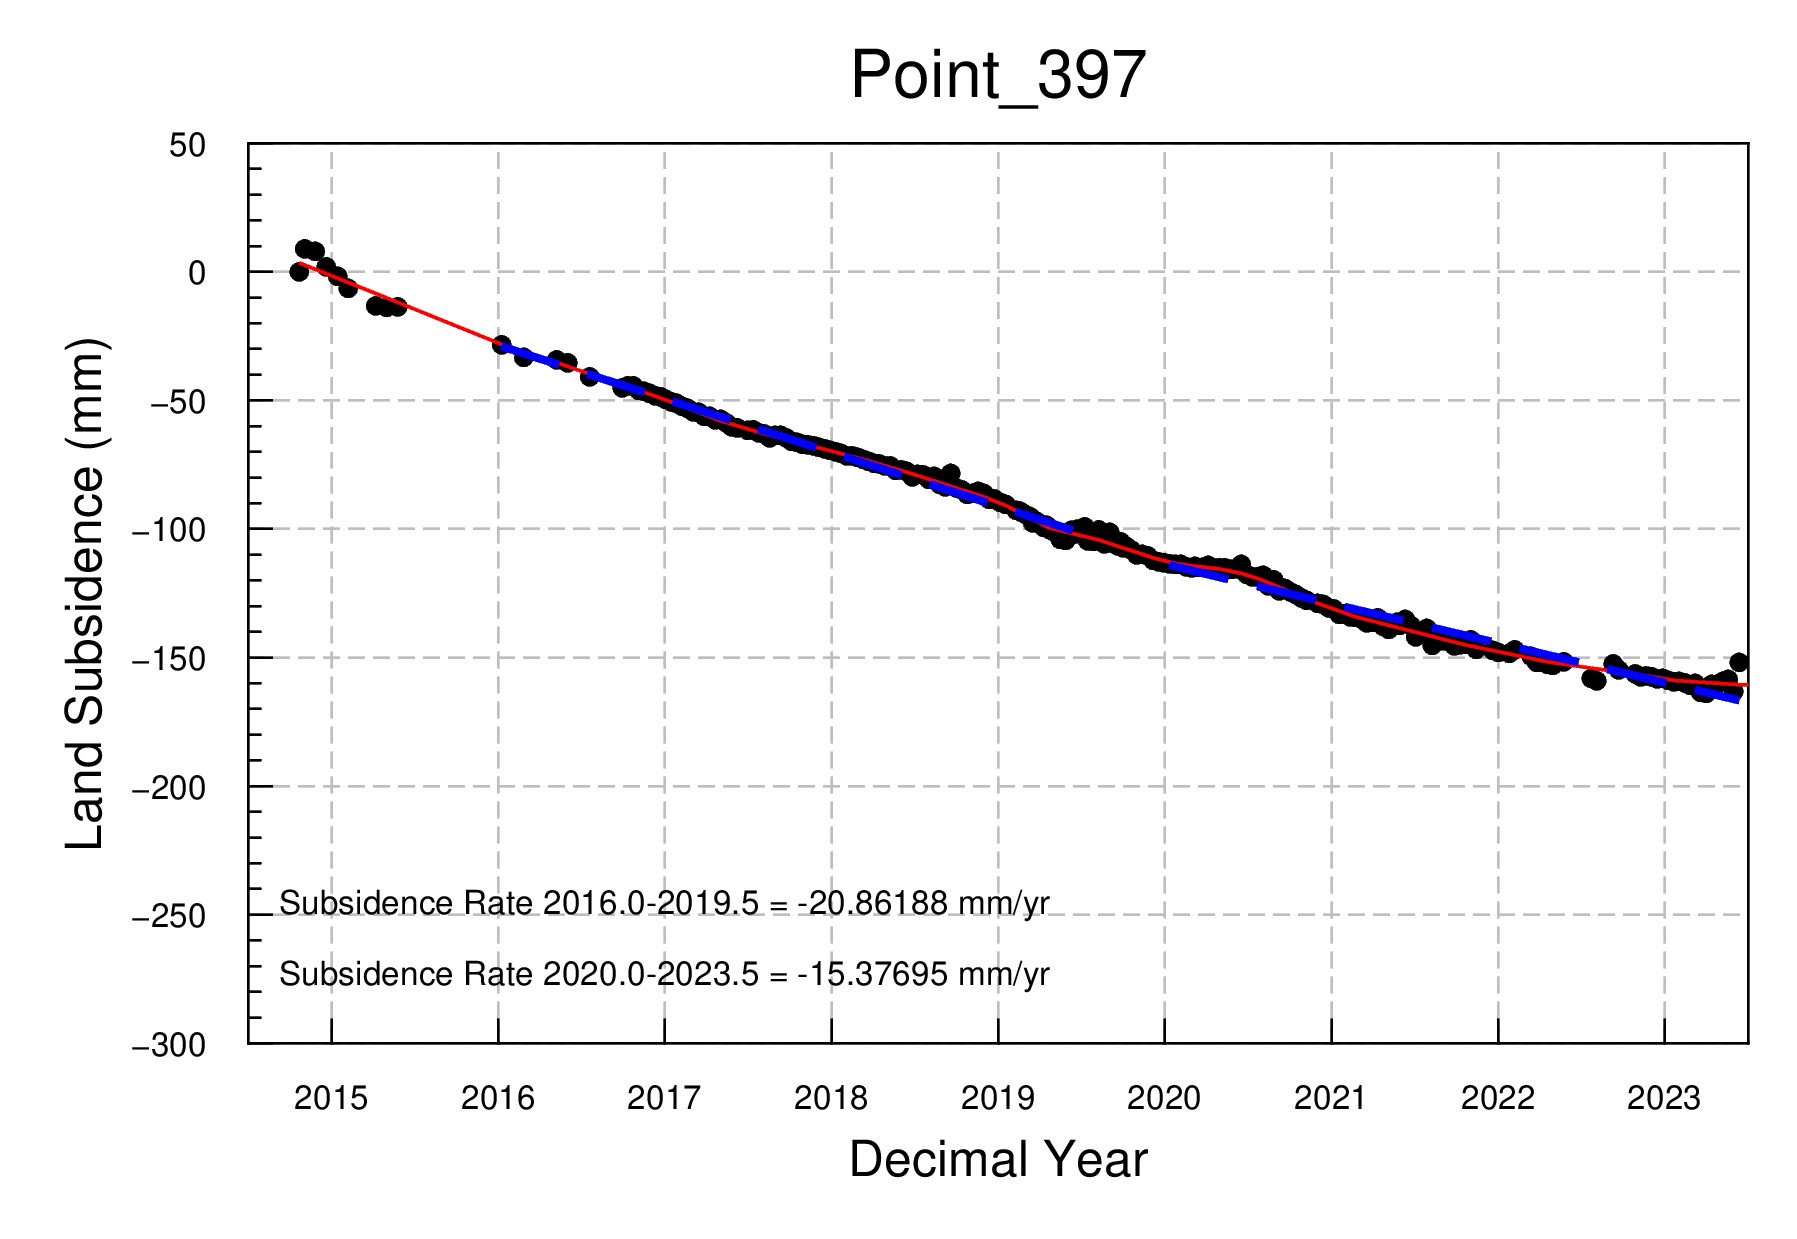 Point_397
50
0
−50
−100
−150
−200
−250
−300
Land Subsidence (mm)
Subsidence Rate 2016.0-2019.5 = -20.86188 mm/yr
Subsidence Rate 2020.0-2023.5 = -15.37695 mm/yr
2015 2016 2017 2018 2019 2020 2021 2022 2023
Decimal Year